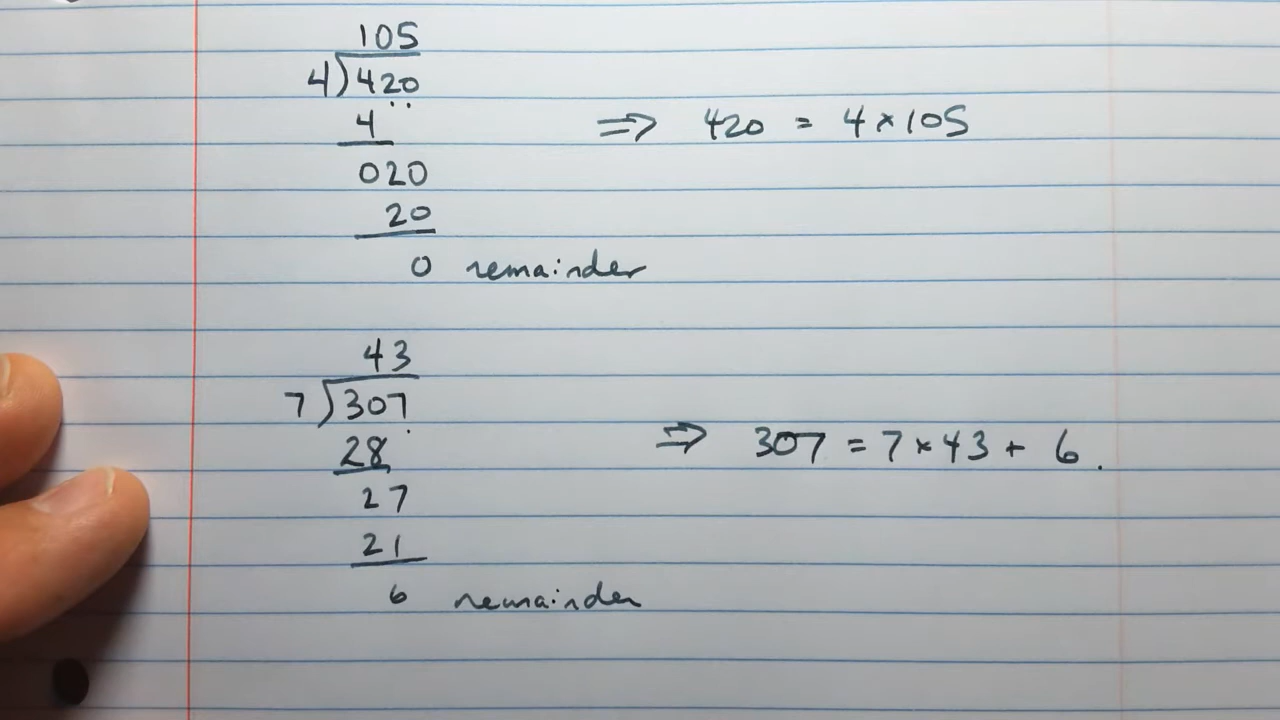 105
4)420
4
020
20
0 remainder
⇒ 420 = 4×105
43
7)307
28
27
21
6 remainder
⇒ 307 = 7×43 + 6.